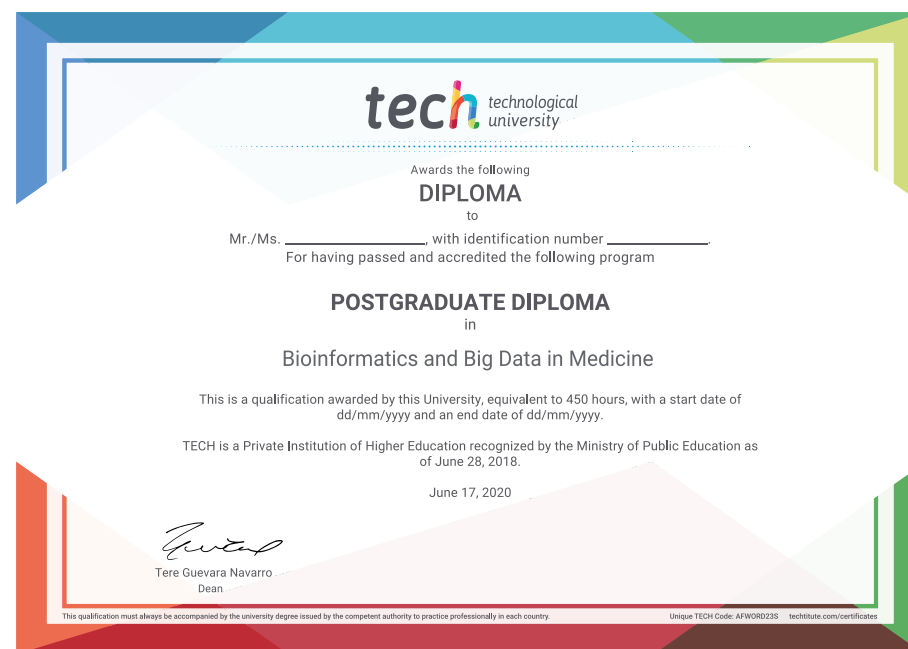 tech technological
university
Awards the following
DIPLOMA
to
Mr./Ms. ____________________, with identification number ______________.
For having passed and accredited the following program
POSTGRADUATE DIPLOMA
in
Bioinformatics and Big Data in Medicine
This is a qualification awarded by this University, equivalent to 450 hours, with a start date of
dd/mm/yyyy and an end date of dd/mm/yyyy.
TECH is a Private Institution of Higher Education recognized by the Ministry of Public Education as
of June 28, 2018.
June 17, 2020
Tere Guevara Navarro
Dean
This qualification must always be accompanied by the university degree issued by the competent authority to practice professionally in each country.
Unique TECH Code: AFWORD23S techtitute.com/certificates